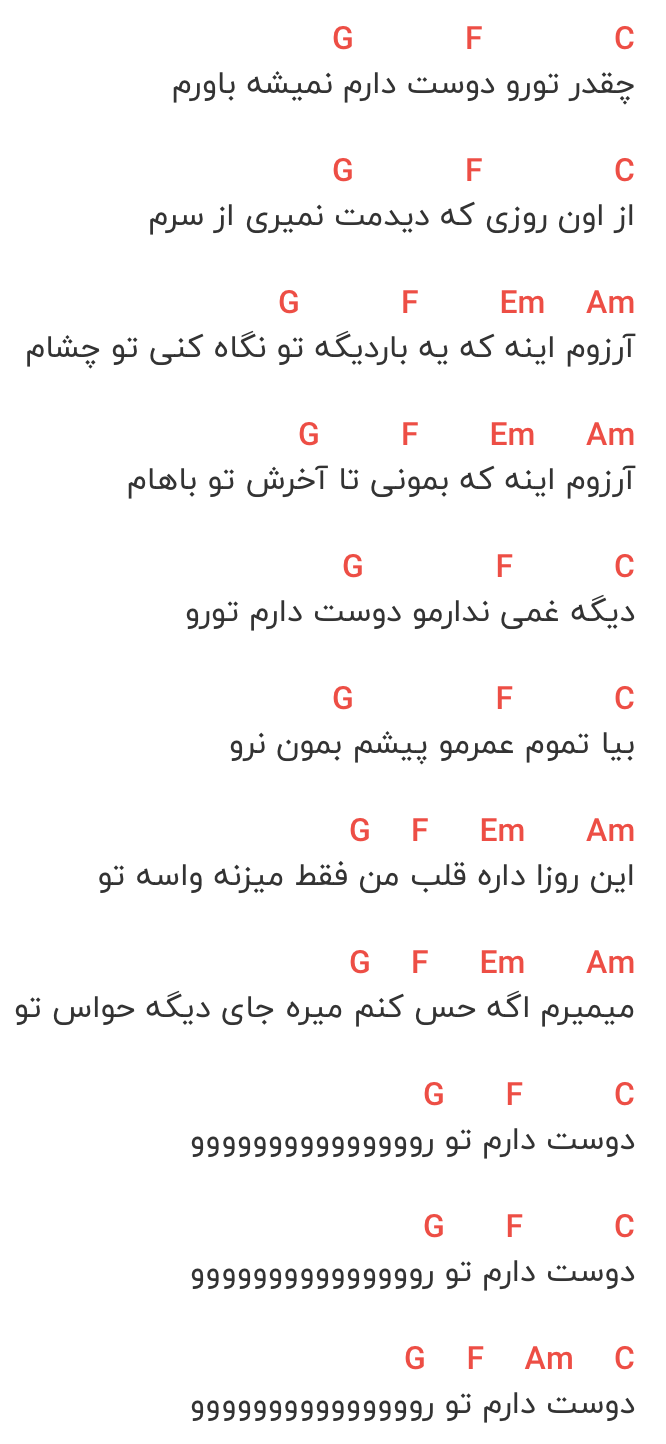 G F C
چقدر تورو دوست دارم نمیشه باورم
G F C
از اون روزی که دیدمت نمیری از سرم
G F Em Am
آرزوم اینه که یه باردیگه تو نگاه کنی تو چشام
G F Em Am
آرزوم اینه که بمونی تا آخرش تو باهام
G F C
دیگه غمی ندارمو دوست دارم تورو
G F C
بیا تموم عمرمو پیشم بمون نرو
G F Em Am
این روزا داره قلب من فقط میزنه واسه تو
G F Em Am
میمیرم اگه حس کنم میره جای دیگه حواس تو
G F C
دوست دارم تو ررووووووووووووووو
G F C
دوست دارم تو رووووووووووووووو
G F Am C
دوست دارم تو رووووووووووووووو